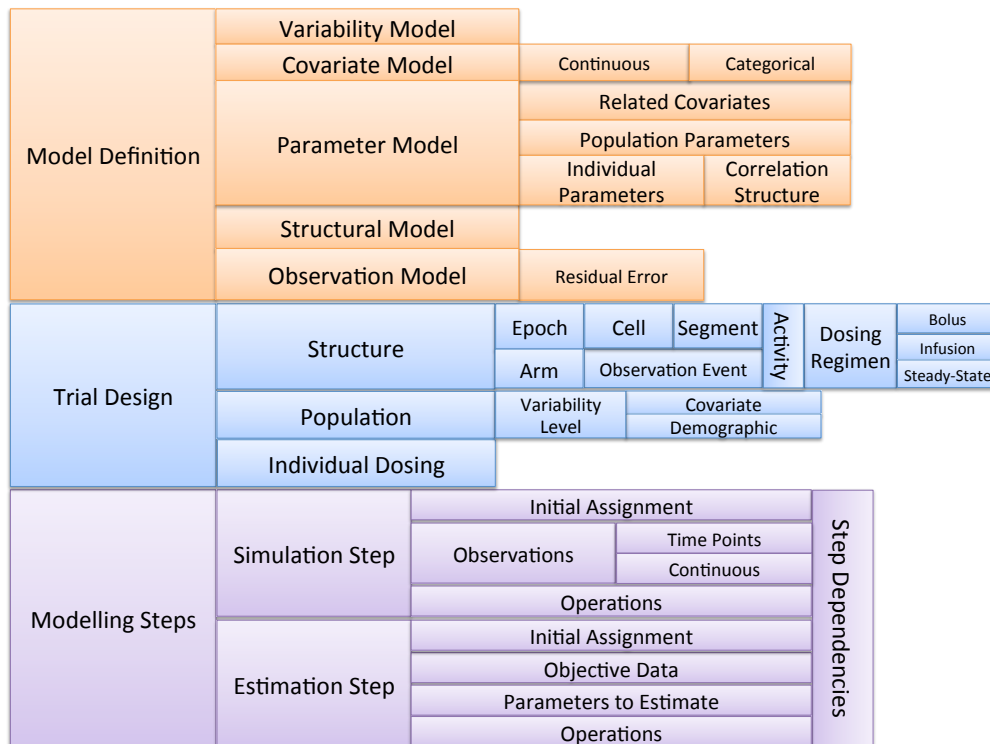 Model Definition
Variability Model
Covariate Model
Continuous
Categorical
Parameter Model
Related Covariates
Population Parameters
Individual
Parameters
Correlation
Structure
Structural Model
Observation Model
Residual Error
Trial Design
Structure
Epoch
Cell
Segment
Arm
Observation Event
Activity
Dosing
Regimen
Bolus
Infusion
Steady-State
Population
Variability
Level
Covariate
Demographic
Individual Dosing
Modelling Steps
Simulation Step
Initial Assignment
Observations
Time Points
Continuous
Operations
Estimation Step
Initial Assignment
Objective Data
Parameters to Estimate
Operations
Step Dependencies